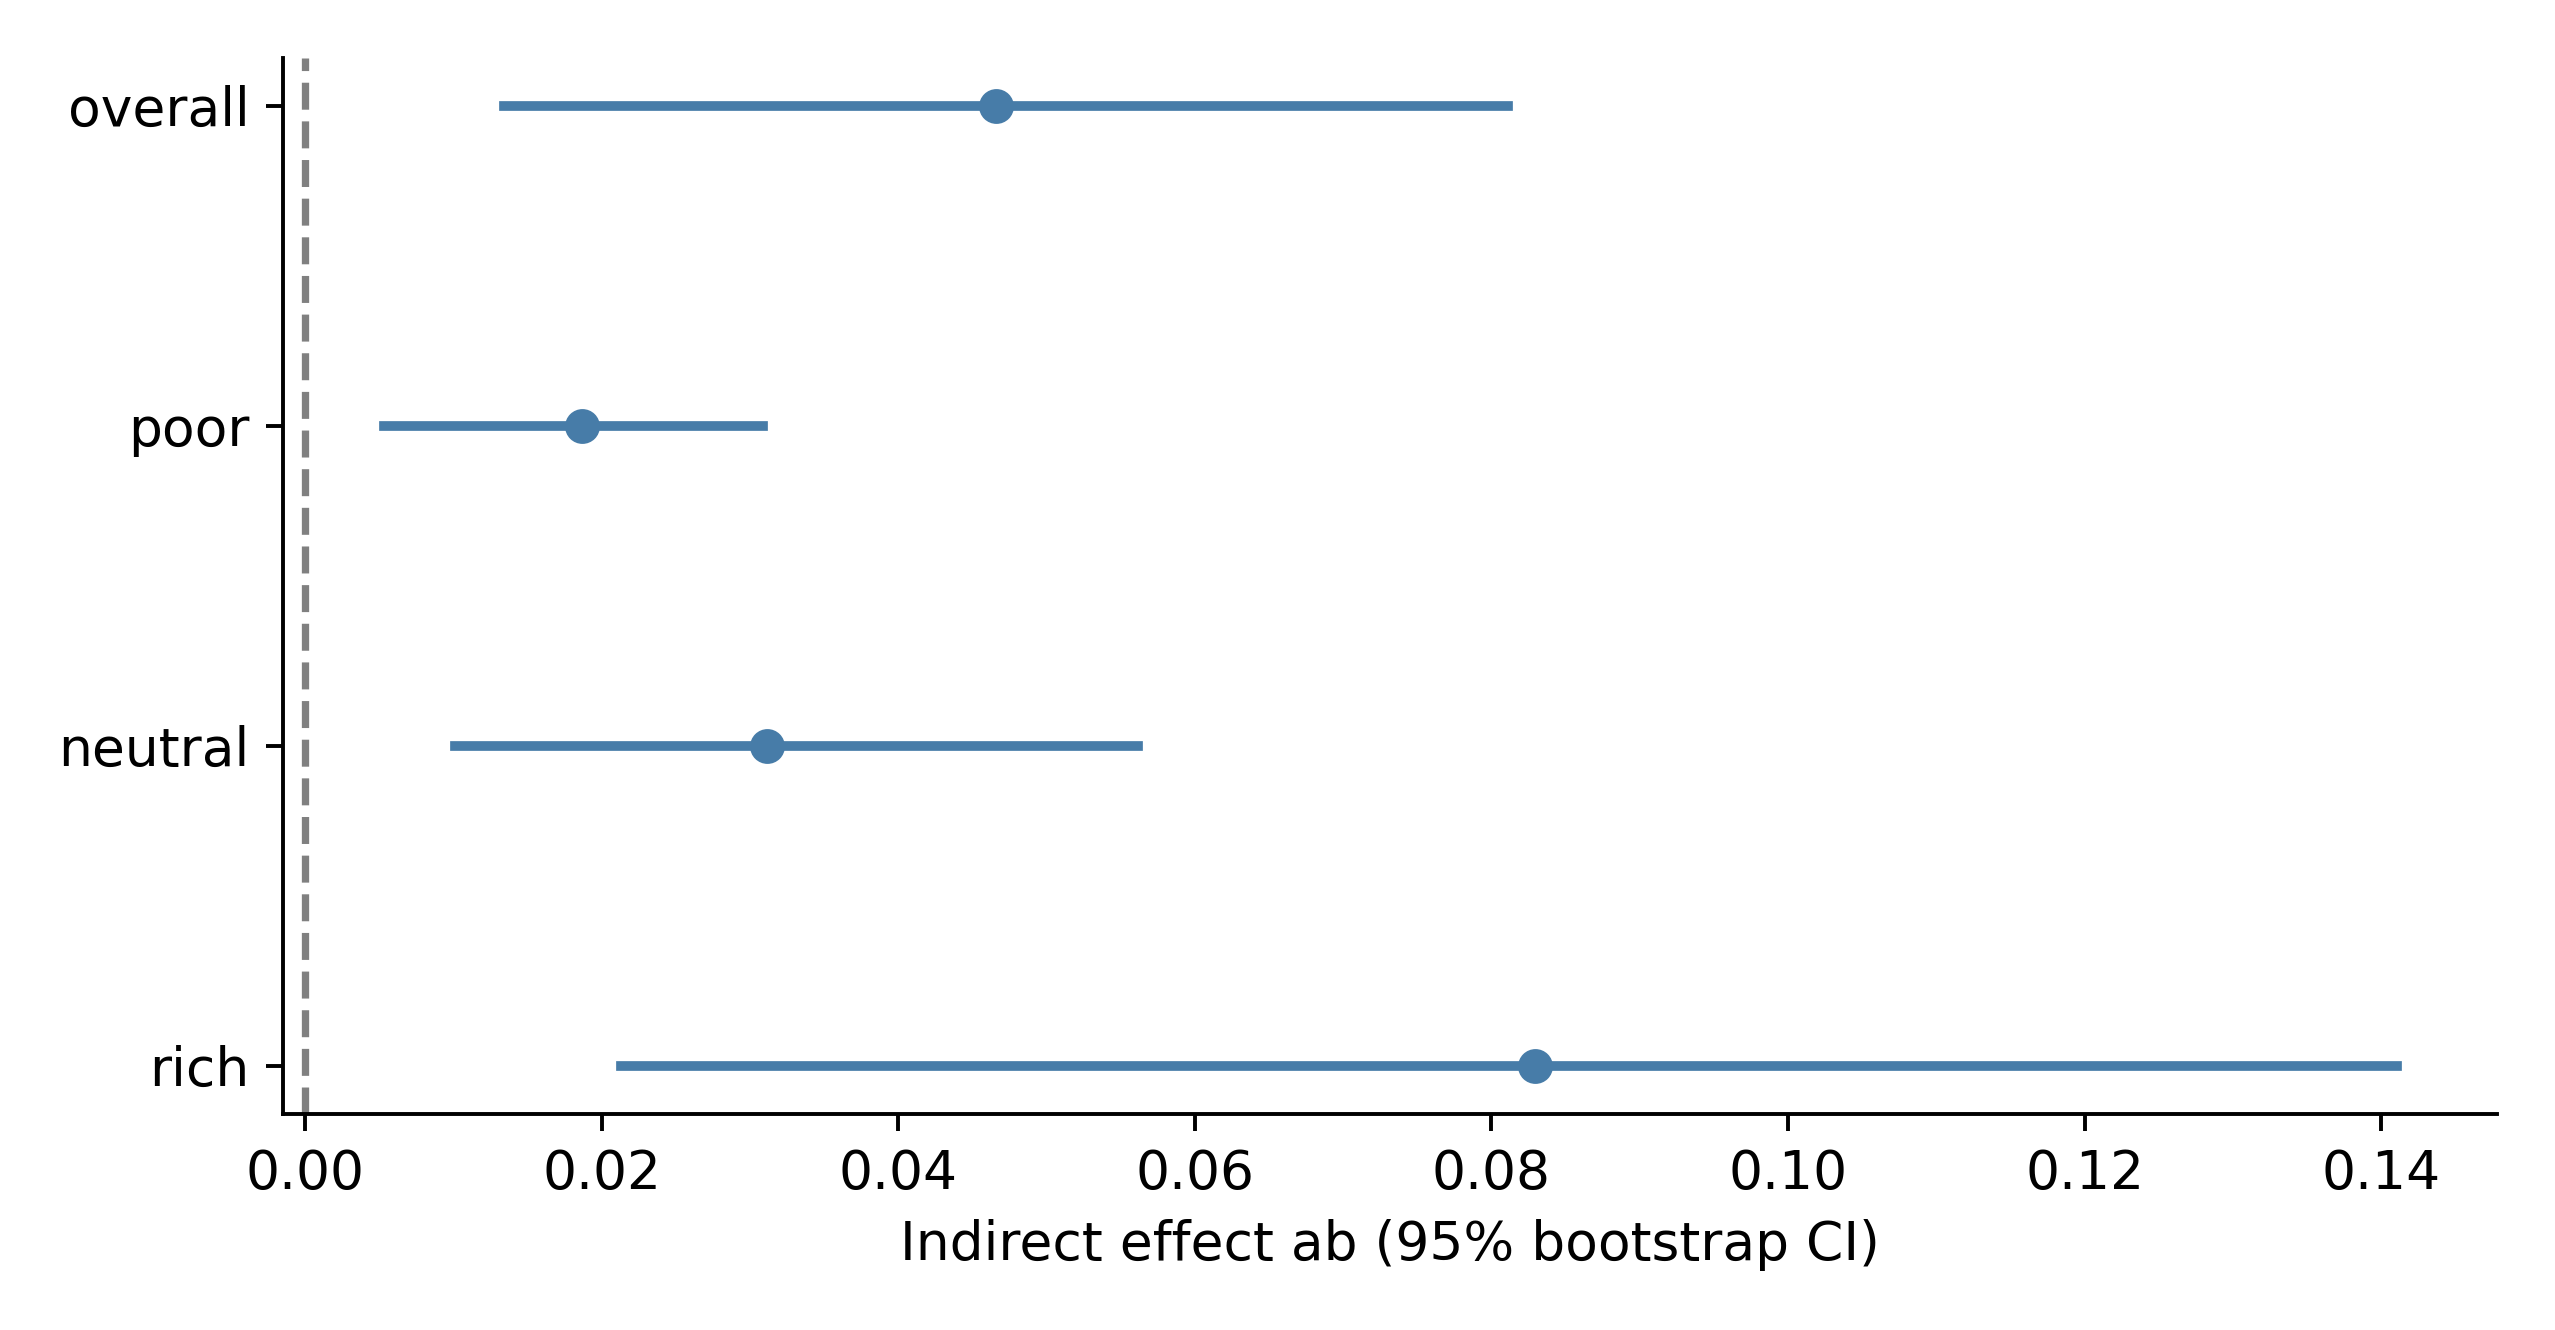 overall
poor
neutral
rich
0.00 0.02 0.04 0.06 0.08 0.10 0.12 0.14
Indirect effect ab (95% bootstrap CI)